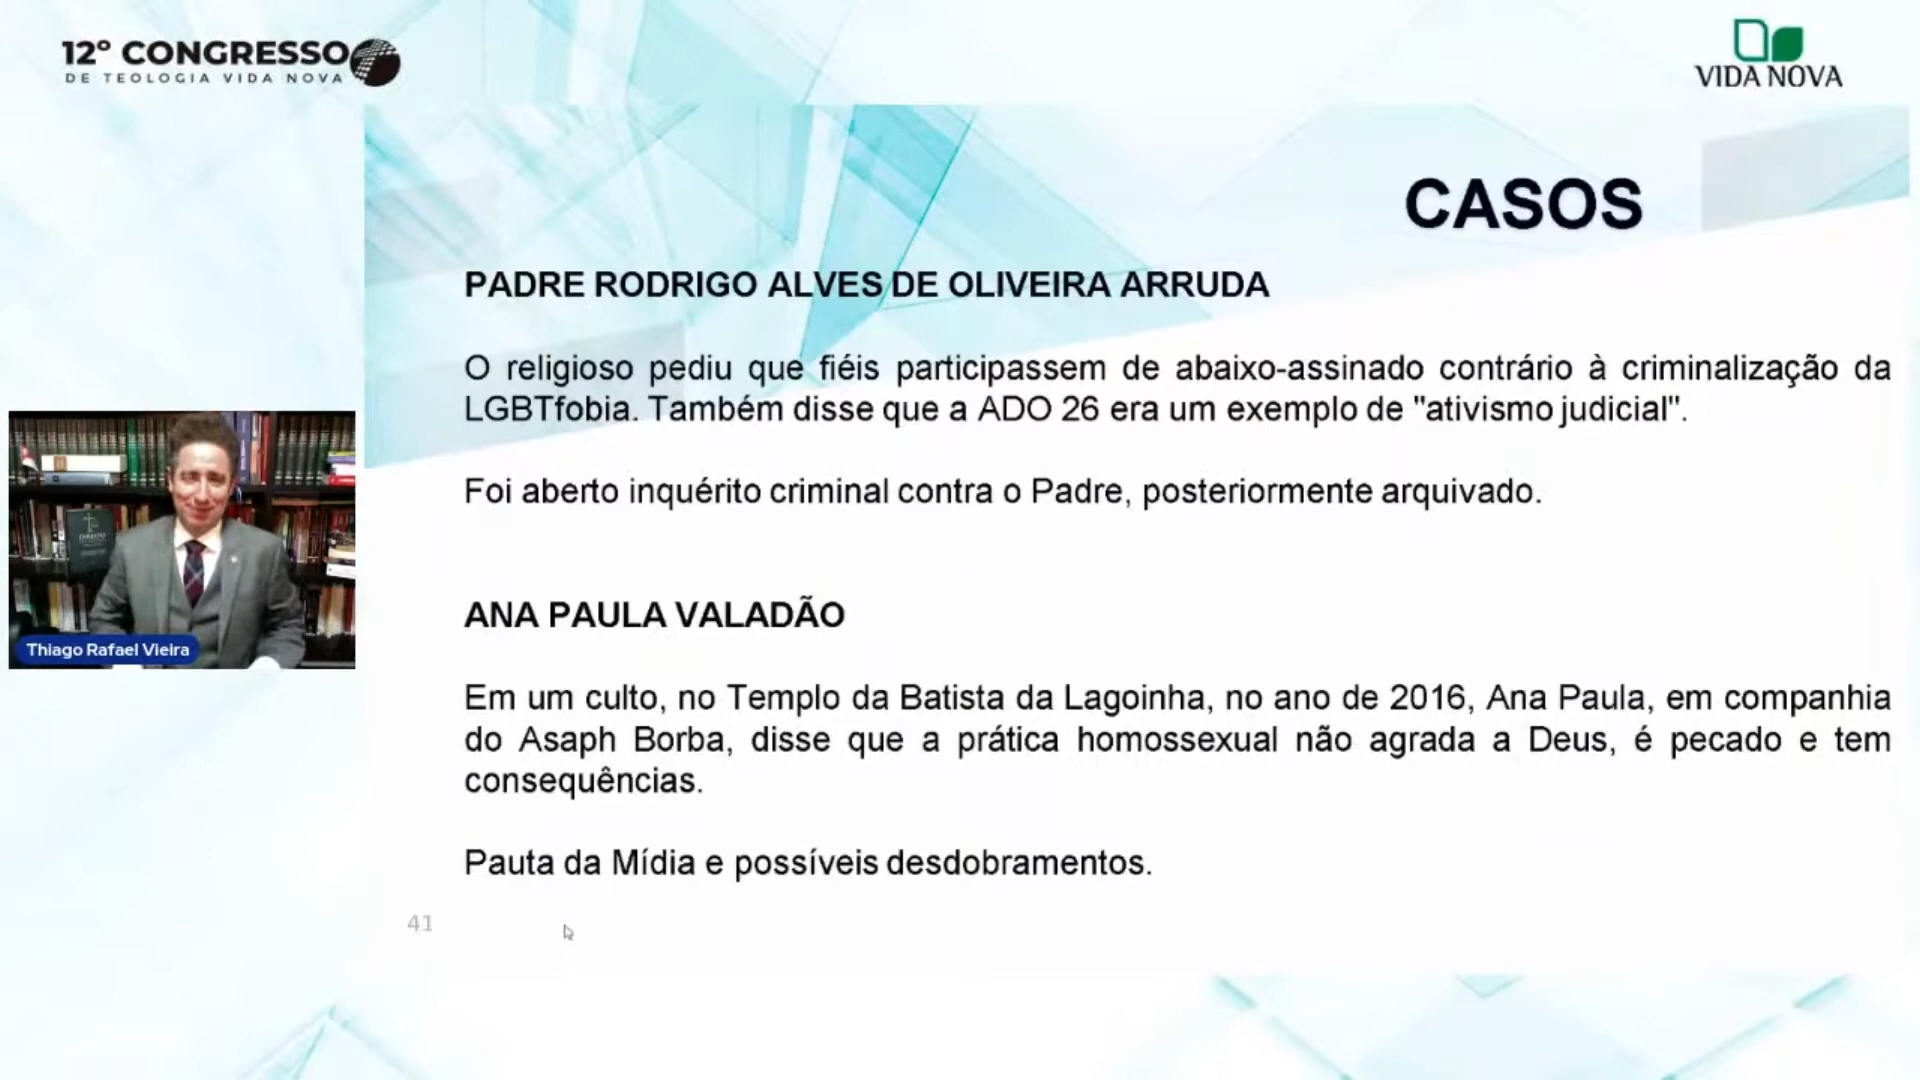 12º CONGRESSO
DE TEOLOGIA VIDA NOVA
VIDA NOVA
CASOS
PADRE RODRIGO ALVES DE OLIVEIRA ARRUDA
O religioso pediu que fiéis participassem de abaixo-assinado contrário à criminalização da
LGBTfobia. Também disse que a ADO 26 era um exemplo de "ativismo judicial".
Foi aberto inquérito criminal contra o Padre, posteriormente arquivado.
ANA PAULA VALADÃO
Em um culto, no Templo da Batista da Lagoinha, no ano de 2016, Ana Paula, em companhia
do Asaph Borba, disse que a prática homossexual não agrada a Deus, é pecado e tem
consequências.
Pauta da Mídia e possíveis desdobramentos.
41
Thiago Rafael Vieira